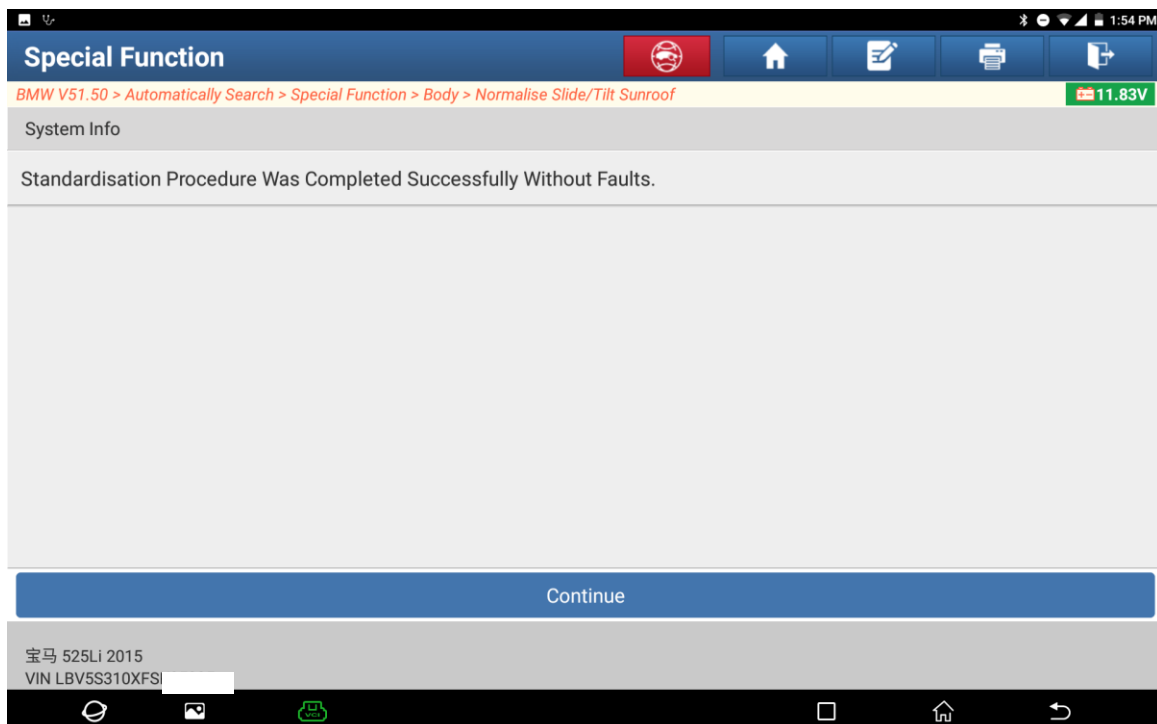 1:54 PM
Special Function
BMW V51.50 > Automatically Search > Special Function > Body > Normalise Slide/Tilt Sunroof
11.83V
System Info
Standardisation Procedure Was Completed Successfully Without Faults.
Continue
宝马 525Li 2015
VIN LBV5S310XFS
VCI